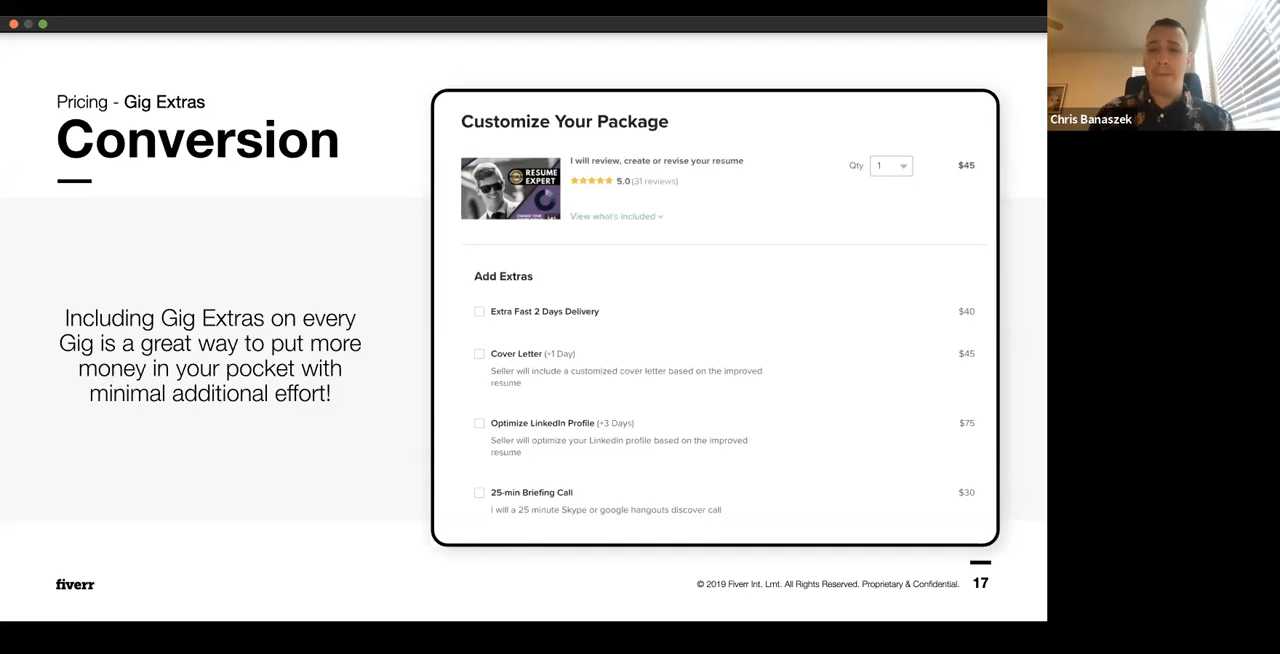 Pricing - Gig Extras
Conversion
Including Gig Extras on every
Gig is a great way to put more
money in your pocket with
minimal additional effort!
Customize Your Package
RESUME
EXPERT
I will review, create or revise your resume
5.0 (31 reviews)
View what's included
Qty 1 $45
Add Extras
Extra Fast 2 Days Delivery $40
Cover Letter (+1 Day) $45
Seller will include a customized cover letter based on the improved
resume
Optimize LinkedIn Profile (+3 Days) $75
Seller will optimize your Linkedin profile based on the improved
resume
25-min Briefing Call $30
I will a 25 minute Skype or google hangouts discover call
fiverr
© 2019 Fiverr Int. Lmt. All Rights Reserved. Proprietary & Confidential. 17
Chris Banaszek